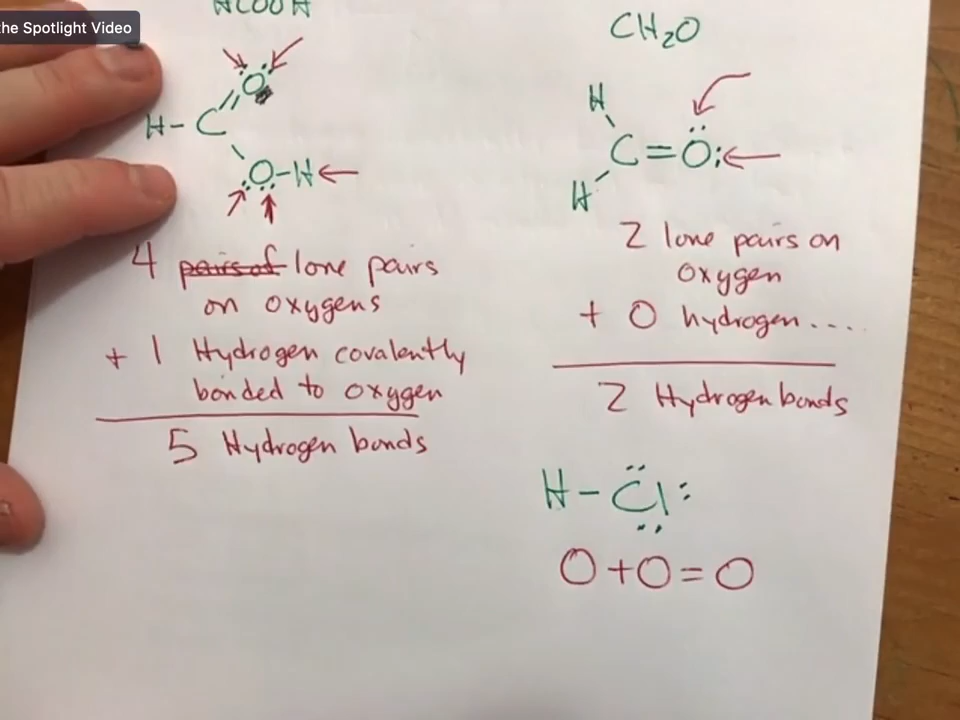 the Spotlight Video
HCOOH
O
H-C
O-H
4 pairs of lone pairs
on oxygens
+ 1 Hydrogen covalently
bonded to oxygen
5 Hydrogen bonds
CH2O
H
C=O:
H
2 lone pairs on
oxygen
+ 0 hydrogen....
2 Hydrogen bonds
H-Cl:
0+0=0